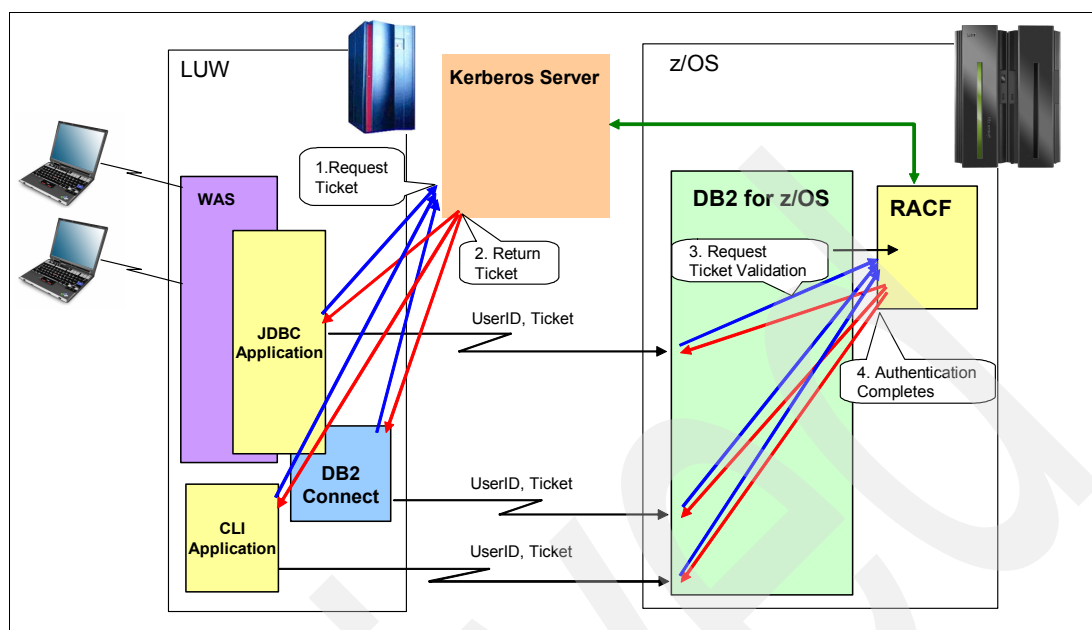 LUW
z/OS
Kerberos Server
1.Request
Ticket
WAS
DB2 for z/OS
RACF
2. Return
Ticket
3. Request
Ticket Validation
JDBC
Application
UserID, Ticket
4. Authentication
Completes
DB2
Connect
UserID, Ticket
CLI
Application
UserID, Ticket